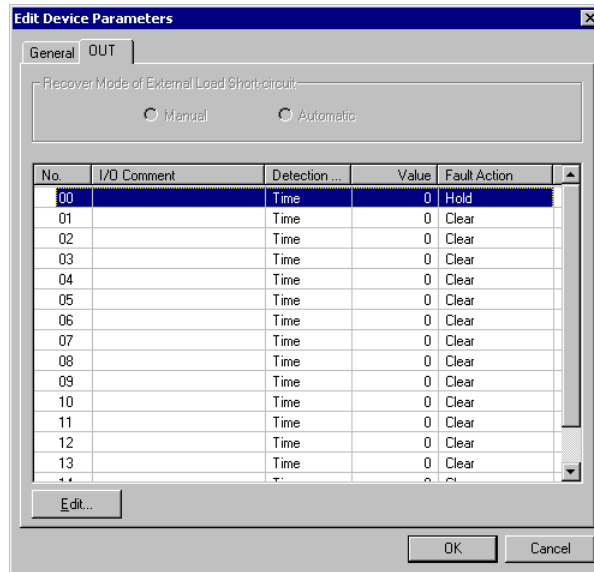 Edit Device Parameters
General OUT
Recover Mode of External Load Short-circuit
Manual Automatic
No. I/O Comment Detection ... Value Fault Action
00 Time 0 Hold
01 Time 0 Clear
02 Time 0 Clear
03 Time 0 Clear
04 Time 0 Clear
05 Time 0 Clear
06 Time 0 Clear
07 Time 0 Clear
08 Time 0 Clear
09 Time 0 Clear
10 Time 0 Clear
11 Time 0 Clear
12 Time 0 Clear
13 Time 0 Clear
Edit...
OK Cancel